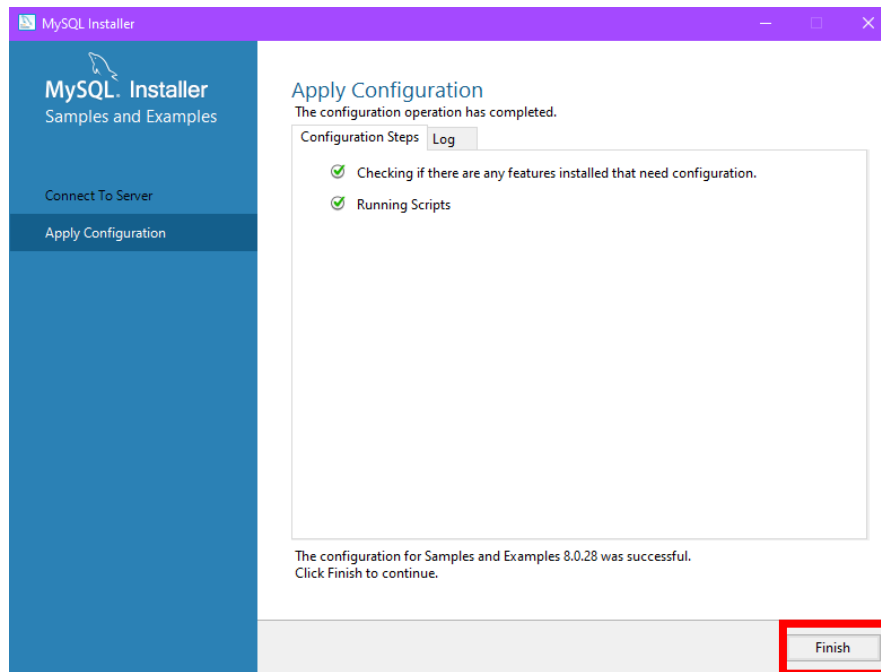 MySQL Installer
MySQL. Installer
Samples and Examples
Connect To Server
Apply Configuration
Apply Configuration
The configuration operation has completed.
Configuration Steps
Log
Checking if there are any features installed that need configuration.
Running Scripts
The configuration for Samples and Examples 8.0.28 was successful.
Click Finish to continue.
Finish